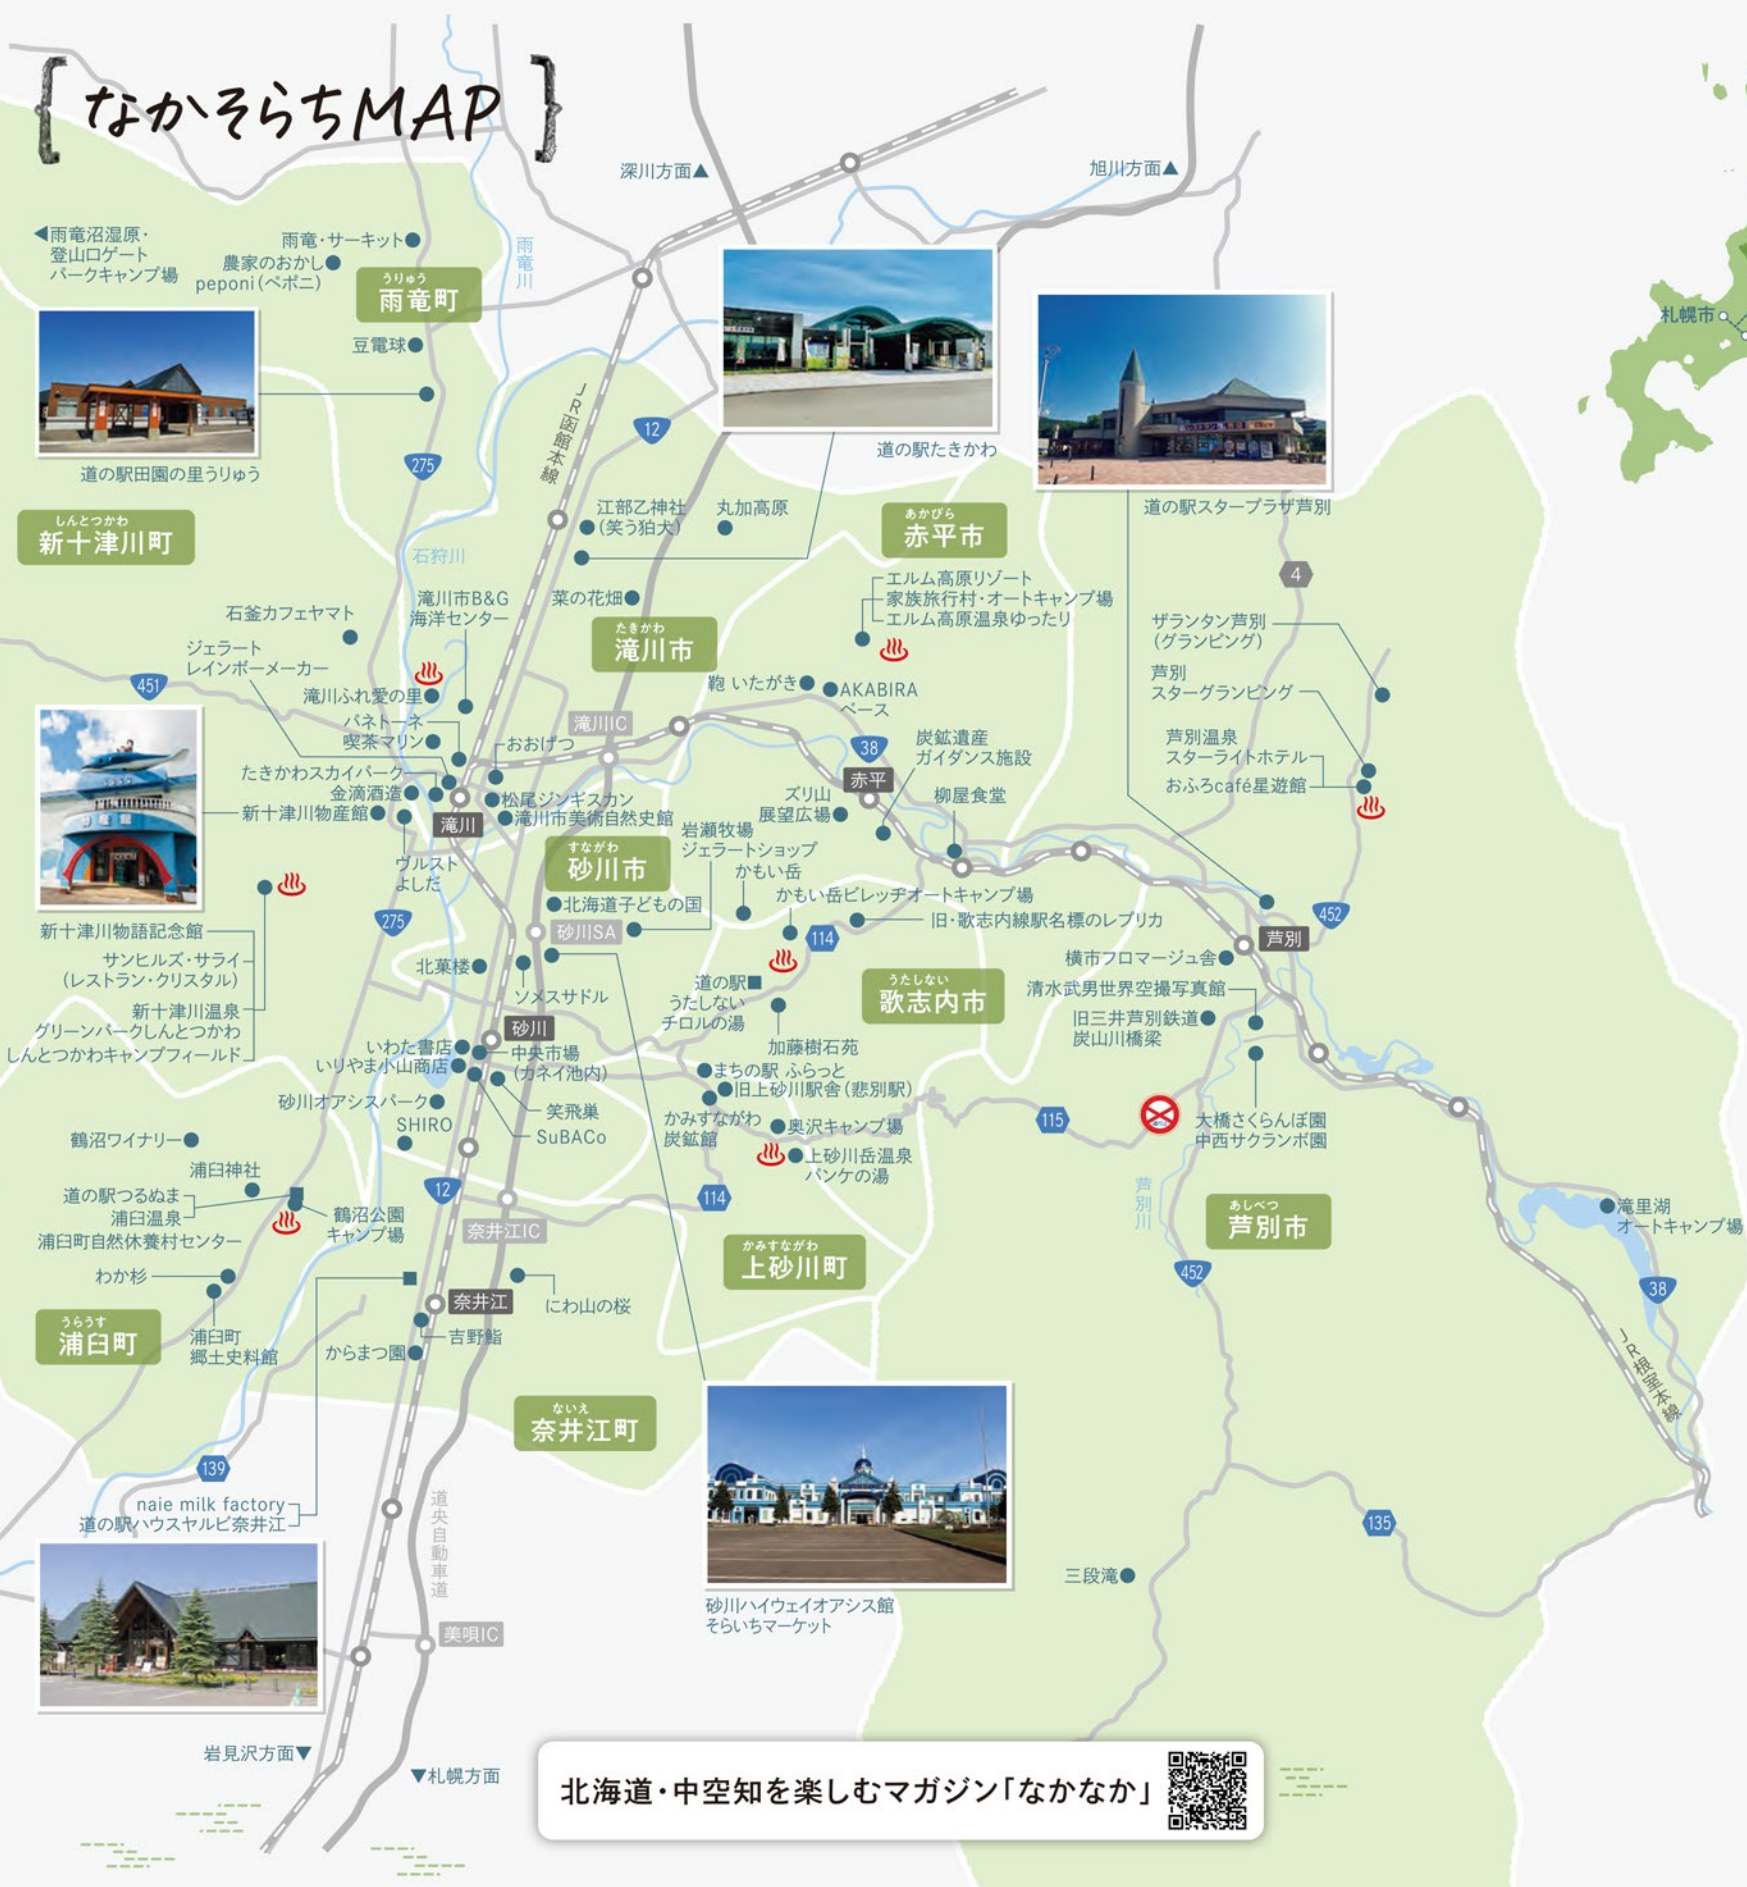 なかそらちMAP
深川方面▲
旭川方面▲
◀雨竜沼湿原・
登山口ゲート
パークキャンプ場
雨竜・サーキット
農家のおかし
peponi(ペポニ)
うりゅう
雨竜町
雨竜川
豆電球
道の駅田園の里うりゅう
275
JR函館本線
12
道の駅たきかわ
道の駅スタープラザ芦別
札幌市
しんとつかわ
新十津川町
石狩川
江部乙神社
(笑う狛犬)
丸加高原
あかびら
赤平市
4
エルム高原リゾート
家族旅行村・オートキャンプ場
エルム高原温泉ゆったり
菜の花畑
たきかわ
滝川市
滝川市B&G
海洋センター
石釜カフェヤマト
ジェラート
レインボーメーカー
451
滝川ふれ愛の里
パネトーネ
喫茶マリン
たきかわスカイパーク
金滴酒造
新十津川物産館
おおげつ
滝川IC
松尾ジンギスカン
滝川市美術自然史館
滝川
ヴルスト
よしだ
鞄 いたがき
AKABIRA
ベース
38
赤平
炭鉱遺産
ガイダンス施設
ズリ山
展望広場
柳屋食堂
ザランタン芦別
(グランピング)
芦別
スターグランピング
芦別温泉
スターライトホテル
おふろcafé星遊館
すながわ
砂川市
岩瀬牧場
ジェラートショップ
かもい岳
かもい岳ビレッヂオートキャンプ場
旧・歌志内線駅名標のレプリカ
北海道子どもの国
砂川SA
114
452
芦別
275
新十津川物語記念館
サンヒルズ・サライ
(レストラン・クリスタル)
新十津川温泉
グリーンパークしんとつかわ
しんとつかわキャンプフィールド
北菓楼
ソメスサドル
砂川
道の駅
うたしない
チロルの湯
うたしない
歌志内市
加藤樹石苑
横市フロマージュ舎
清水武男世界空撮写真館
旧三井芦別鉄道
炭山川橋梁
いわた書店
いりやま小山商店
中央市場
(カネイ池内)
砂川オアシスパーク
SHIRO
笑飛巣
SuBACo
まちの駅 ふらっと
旧上砂川駅舎(悲別駅)
かみすながわ
炭鉱館
奥沢キャンプ場
上砂川岳温泉
パンケの湯
115
大橋さくらんぼ園
中西サクランボ園
鶴沼ワイナリー
浦臼神社
道の駅つるぬま
浦臼温泉
浦臼町自然休養村センター
鶴沼公園
キャンプ場
12
奈井江IC
114
芦別川
あしべつ
芦別市
滝里湖
オートキャンプ場
かみすながわ
上砂川町
452
38
わか杉
うらうす
浦臼町
浦臼町
郷土史料館
奈井江
にわ山の桜
吉野鮨
からまつ園
JR根室本線
ないえ
奈井江町
139
naie milk factory
道の駅ハウスヤルビ奈井江
道央自動車道
135
三段滝
砂川ハイウェイオアシス館
そらいちマーケット
美唄IC
岩見沢方面▼
▼札幌方面
北海道・中空知を楽しむマガジン「なかなか」